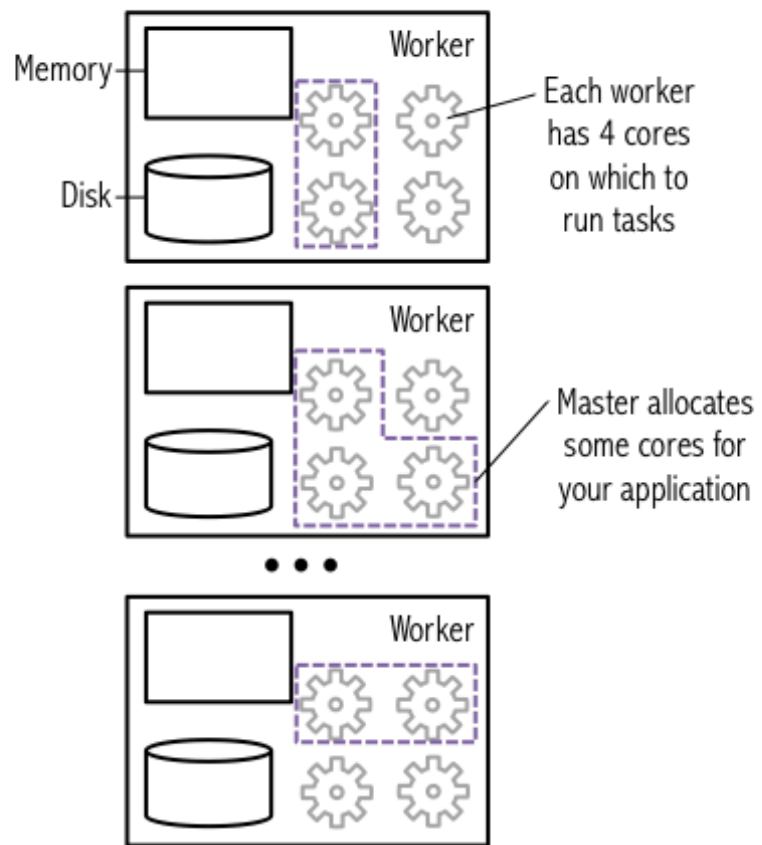 Worker
Memory
Each worker
has 4 cores
on which to
run tasks
Disk
Worker
Master allocates
some cores for
your application
Worker